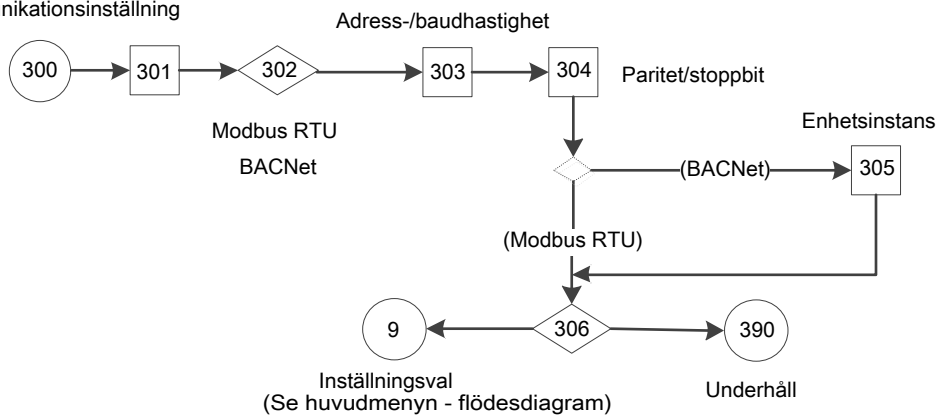 Adress-/baudhastighet
300
301
302
303
304
Paritet/stoppbit
Modbus RTU
BACNet
Enhetsinstans
(BACNet)
305
(Modbus RTU)
9
306
390
Inställningsval
(Se huvudmenyn - flödesdiagram)
Underhåll